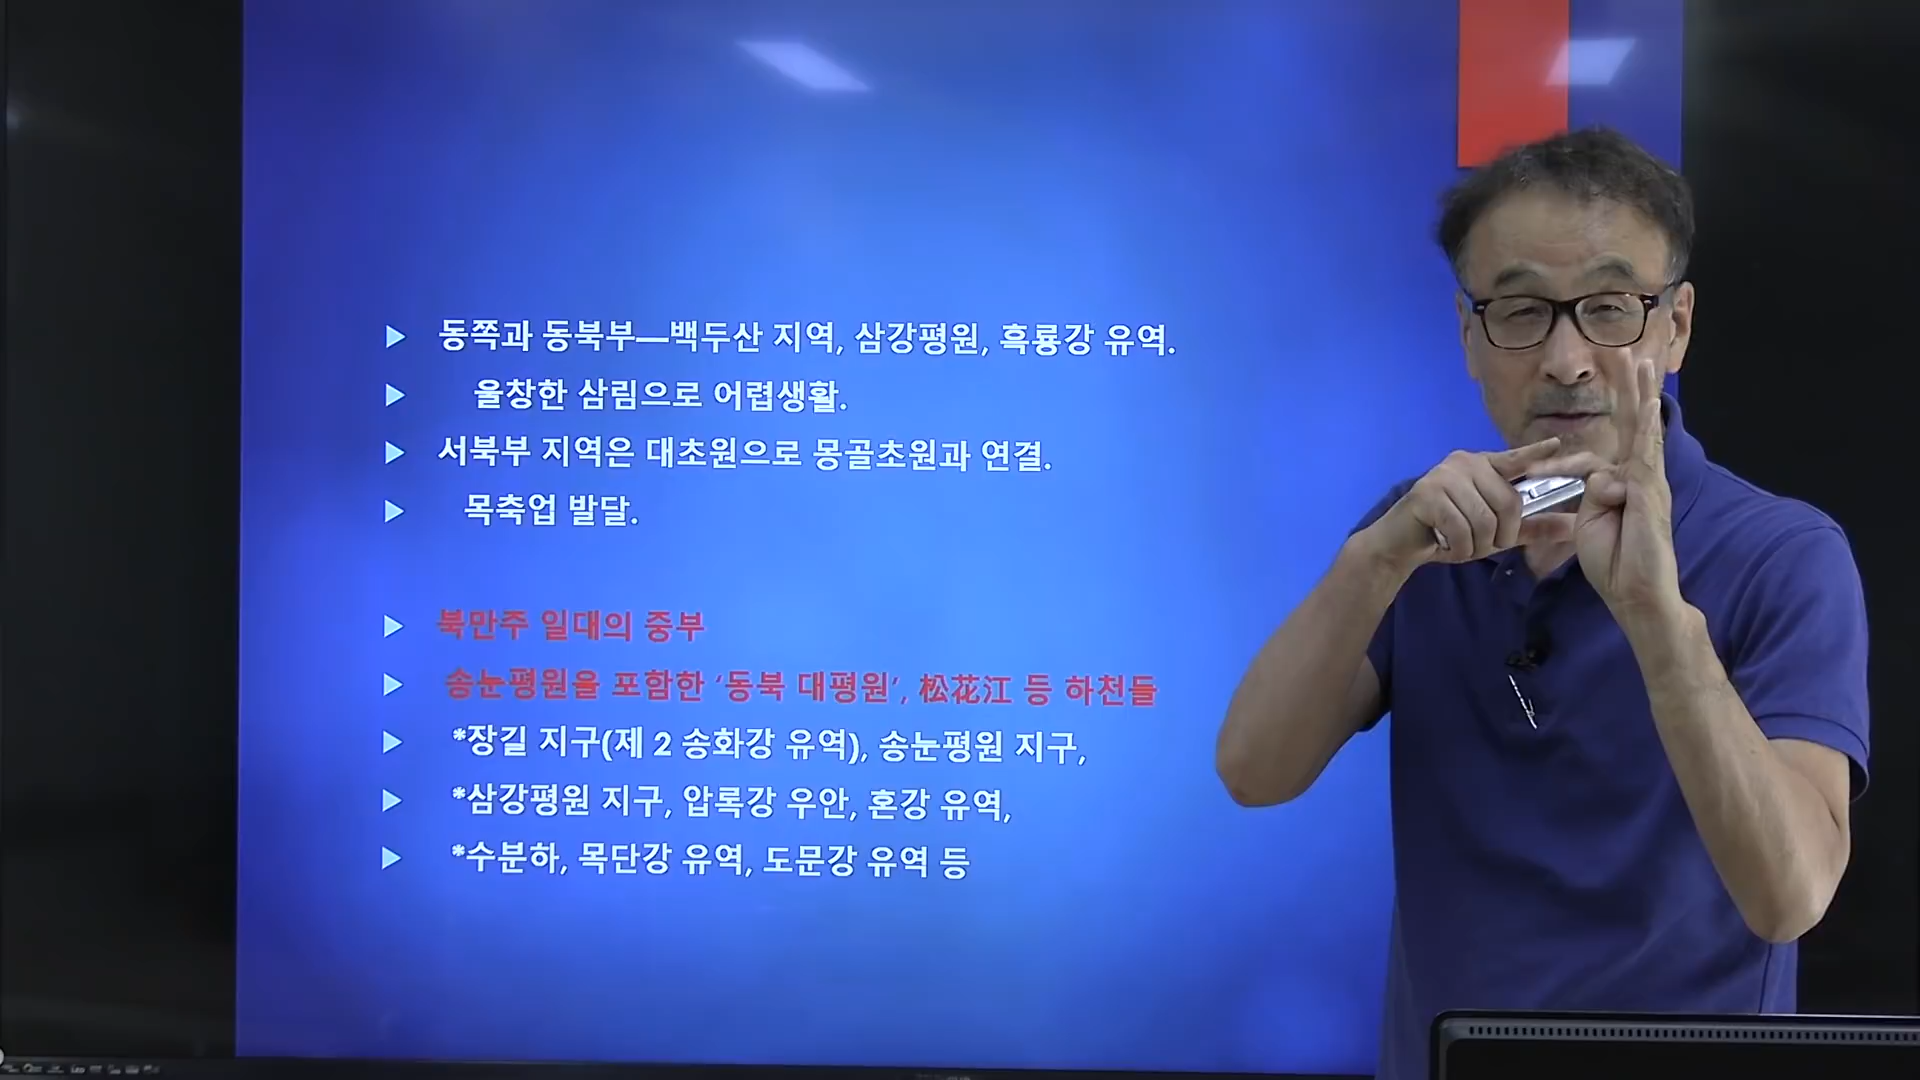 동쪽과 동북부—백두산 지역, 삼강평원, 흑룡강 유역.
울창한 삼림으로 어렵생활.
서북부 지역은 대초원으로 몽골초원과 연결.
목축업 발달.
북만주 일대의 중부
송눈평원을 포함한 ‘동북 대평원’, 松花江 등 하천들
*장길 지구(제 2 송화강 유역), 송눈평원 지구,
*삼강평원 지구, 압록강 우안, 혼강 유역,
*수분하, 목단강 유역, 도문강 유역 등